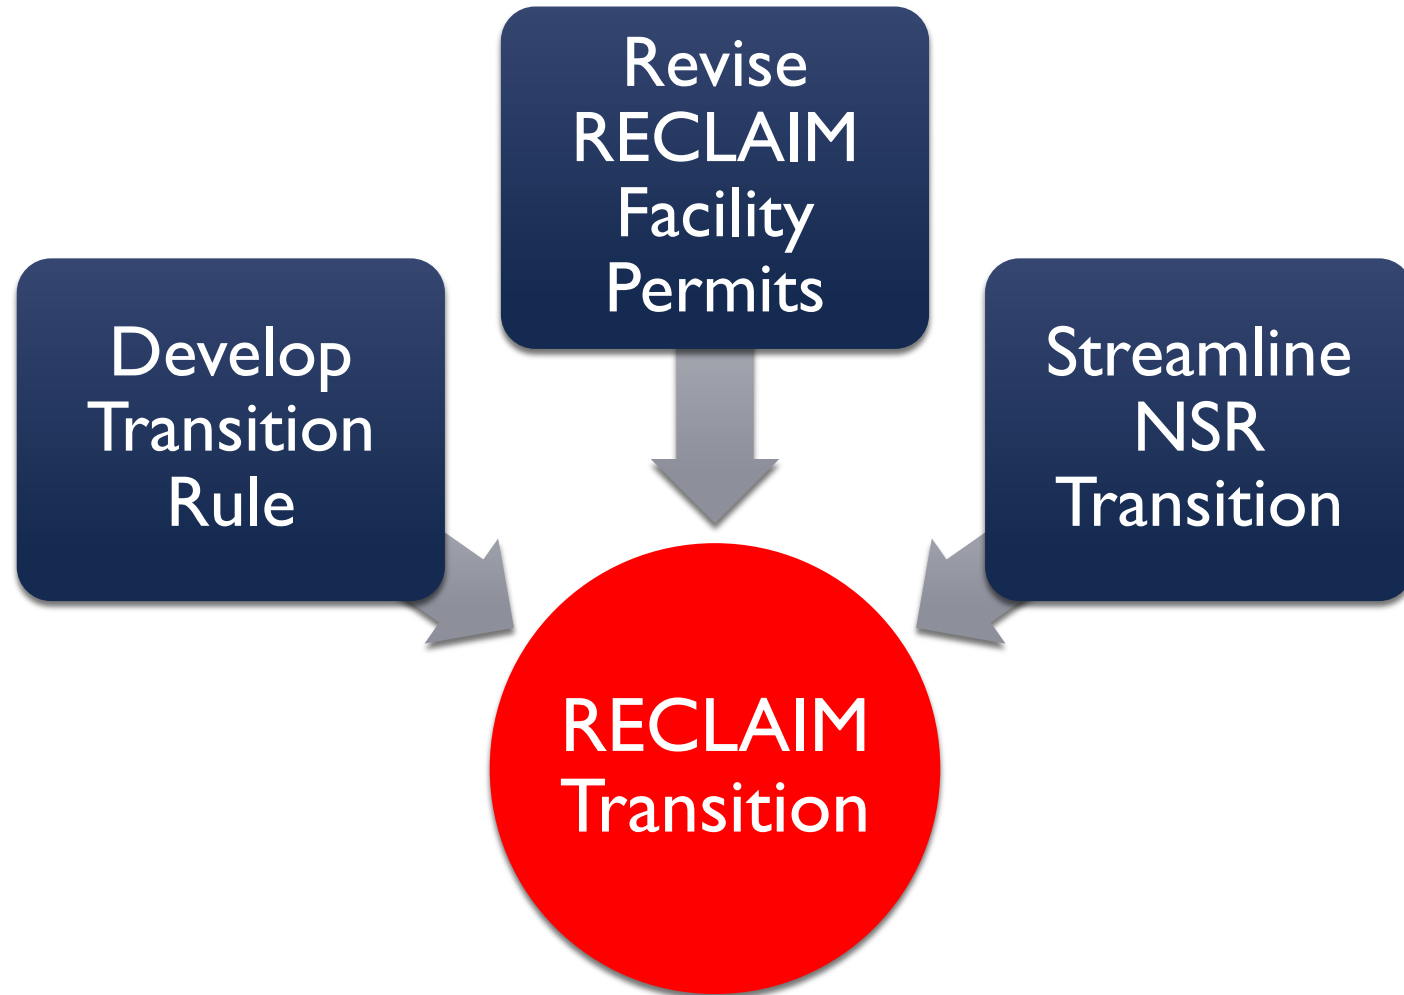 Revise
RECLAIM
Facility
Permits
Develop
Transition
Rule
Streamline
NSR
Transition
RECLAIM
Transition